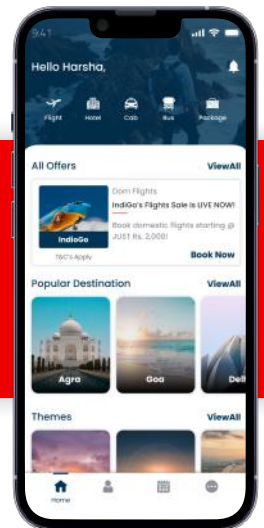 9:41
Hello Harsha,
Flight Hotel Cab Bus Package
All Offers ViewAll
Dom Flights
IndiGo's Flights Sale is LIVE NOW!
Book domestic flights starting @
JUST Rs. 2,000!
IndioGo
T&C's Apply Book Now
Popular Destination ViewAll
Agra Goa Del
Themes ViewAll
Home